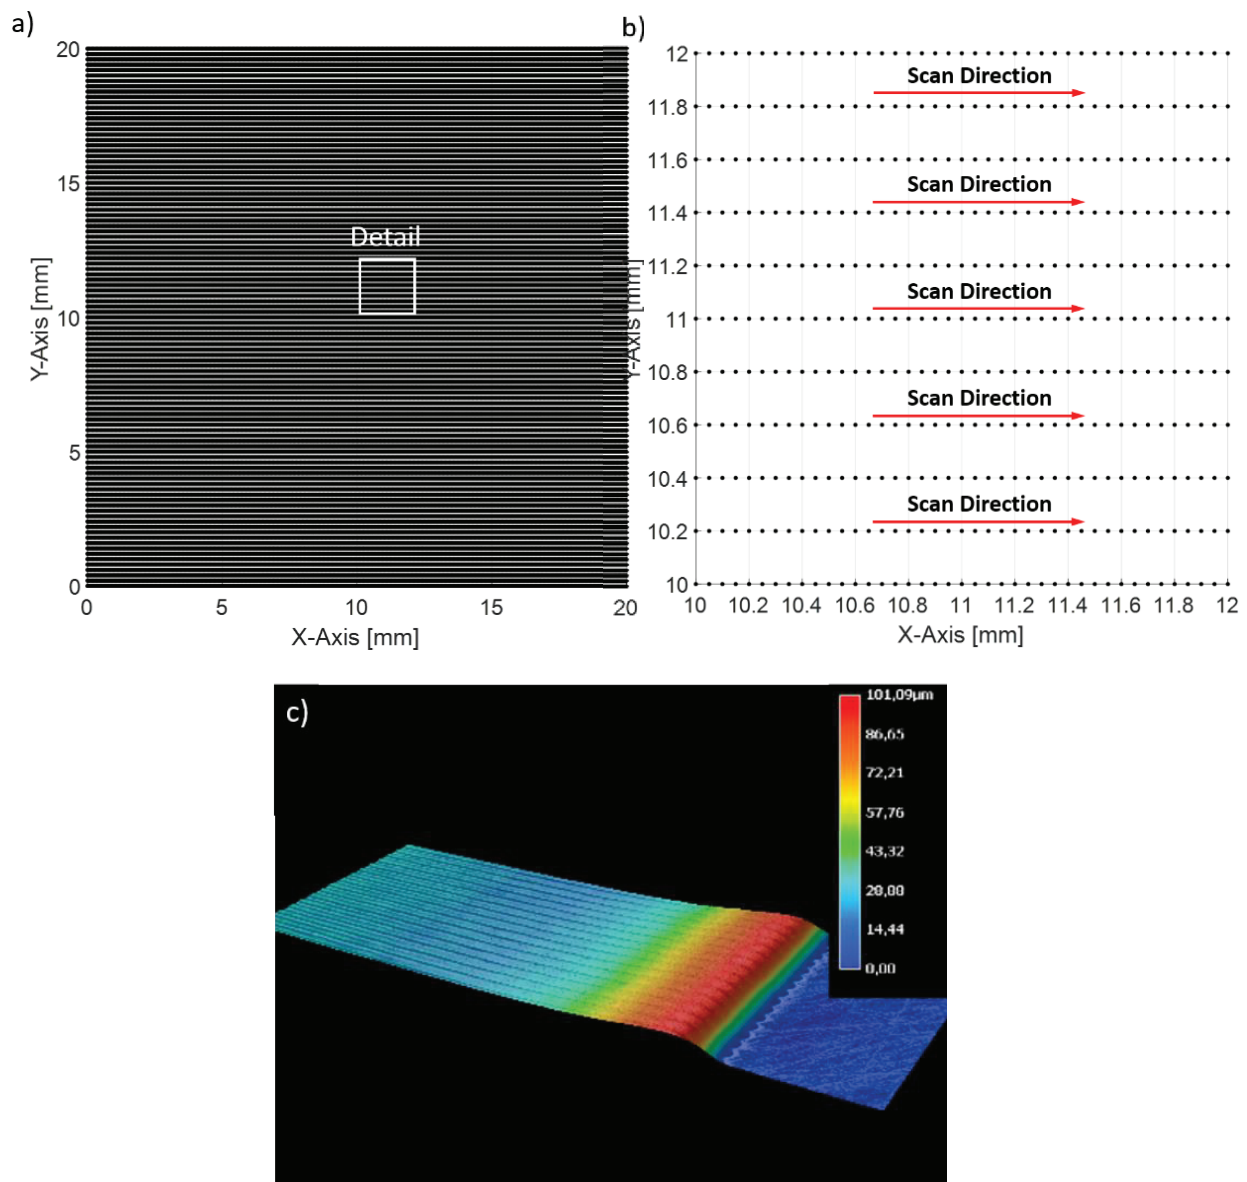 a)
20
15
10
5
0
Y-Axis [mm]
Detail
0
5
10
15
20
X-Axis [mm]
b)
12
11.8
11.6
11.4
11.2
11
10.8
10.6
10.4
10.2
10
Y-Axis [mm]
Scan Direction
Scan Direction
Scan Direction
Scan Direction
Scan Direction
10 10.2 10.4 10.6 10.8 11 11.2 11.4 11.6 11.8 12
X-Axis [mm]
c)
101,09µm
86,65
72,21
57,76
43,32
28,88
14,44
0,00